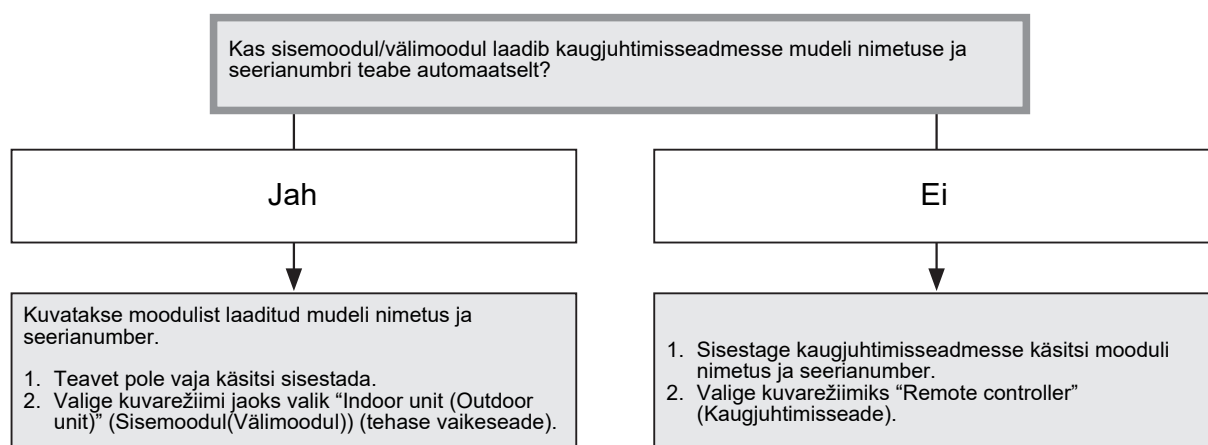 Kas sisemoodul/välimoodul laadib kaugjuhtimisseadmesse mudeli nimetuse ja
seerianumbri teabe automaatselt?
Jah
Ei
Kuvatakse moodulist laaditud mudeli nimetus ja
seerianumber.
1. Teavet pole vaja käsitsi sisestada.
2. Valige kuvarežiimi jaoks valik “Indoor unit (Outdoor
unit)” (Sisemoodul(Välimoodul)) (tehase vaikeseade).
1. Sisestage kaugjuhtimisseadmesse käsitsi mooduli
nimetus ja seerianumber.
2. Valige kuvarežiimiks “Remote controller”
(Kaugjuhtimisseade).